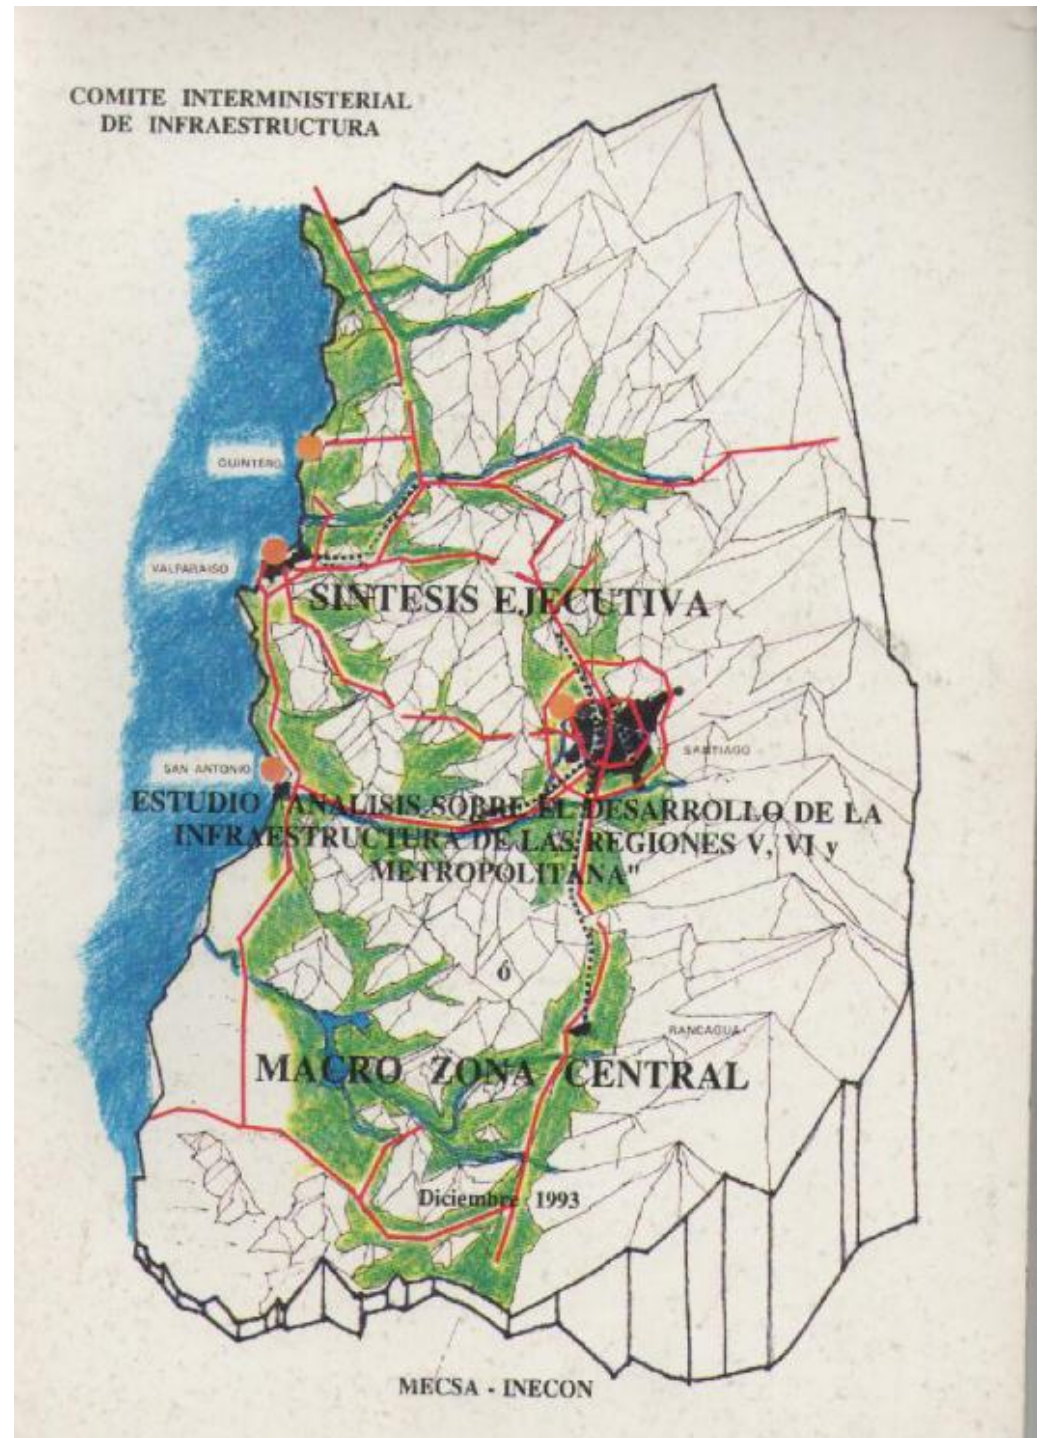 COMITE INTERMINISTERIAL
DE INFRAESTRUCTURA
QUINTERO
VALPARAISO
SINTESIS EJECUTIVA
SANTIAGO
SAN ANTONIO
ESTUDIO "ANALISIS SOBRE EL DESARROLLO DE LA
INFRAESTRUCTURA DE LAS REGIONES V, VI y
METROPOLITANA"
ó
RANCAGUA
MACRO ZONA CENTRAL
Diciembre 1993
MECSA - INECON